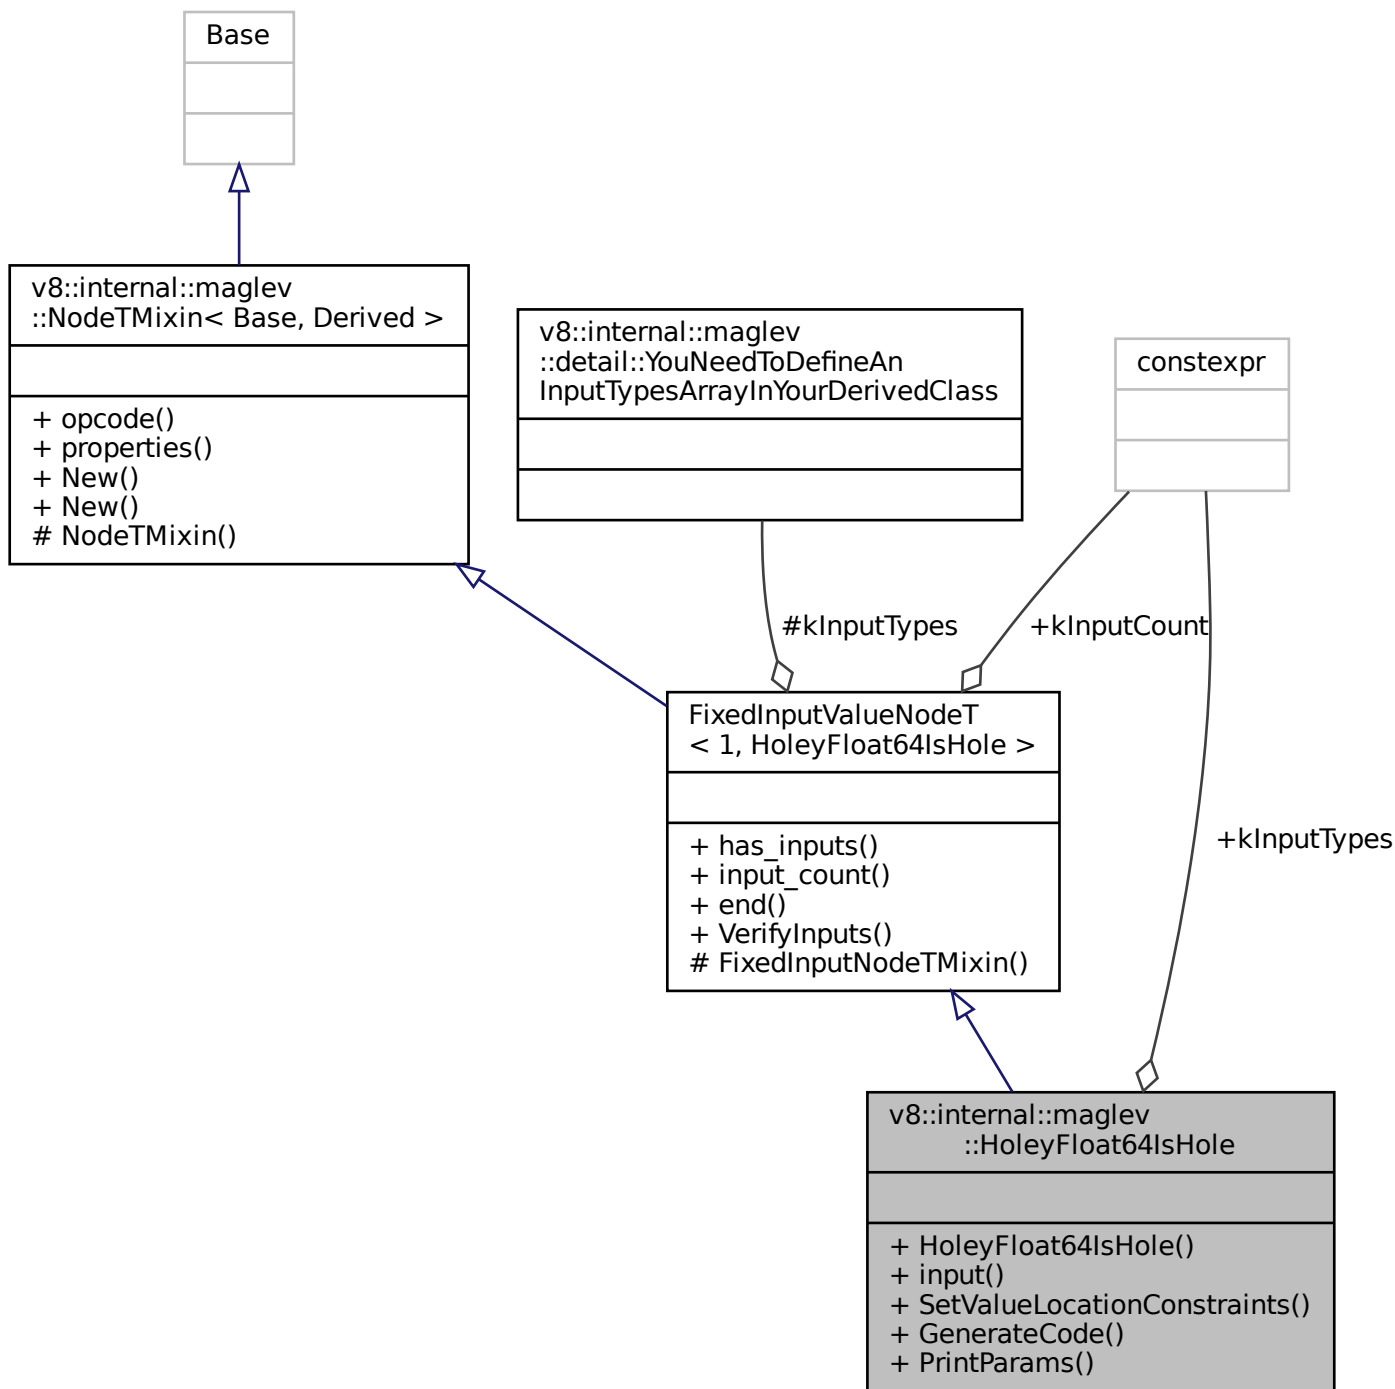 Base
v8::internal::maglev
::NodeTMixin< Base, Derived >
+ opcode()
+ properties()
+ New()
+ New()
# NodeTMixin()
v8::internal::maglev
::detail::YouNeedToDefineAn
InputTypesArrayInYourDerivedClass
constexpr
#kInputTypes
+kInputCount
FixedInputValueNodeT
< 1, HoleyFloat64IsHole >
+ has_inputs()
+ input_count()
+ end()
+ VerifyInputs()
# FixedInputNodeTMixin()
+kInputTypes
v8::internal::maglev
::HoleyFloat64IsHole
+ HoleyFloat64IsHole()
+ input()
+ SetValueLocationConstraints()
+ GenerateCode()
+ PrintParams()